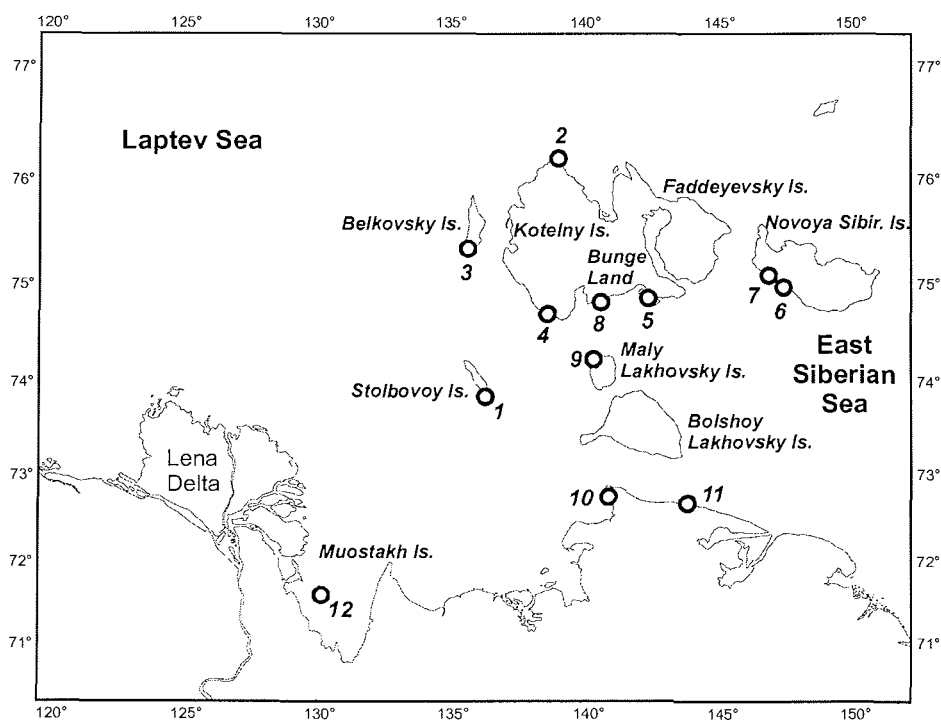 120° 125° 130° 135° 140° 145° 150°
77° 77°
Laptev Sea
2
76° 76°
Faddeyevsky Is.
Belkovsky Is.
Kotelny Is.
Novoya Sibir. Is.
3
Bunge
Land
75° 75°
7
6
4
8
5
East
Siberian
Sea
9
Maly
Lakhovsky Is.
74° 74°
Stolbovoy Is.
1
Bolshoy
Lakhovsky Is.
Lena
Delta
73° 73°
10
11
72° 72°
Muostakh Is.
12
71° 71°
120° 125° 130° 135° 140° 145° 150°